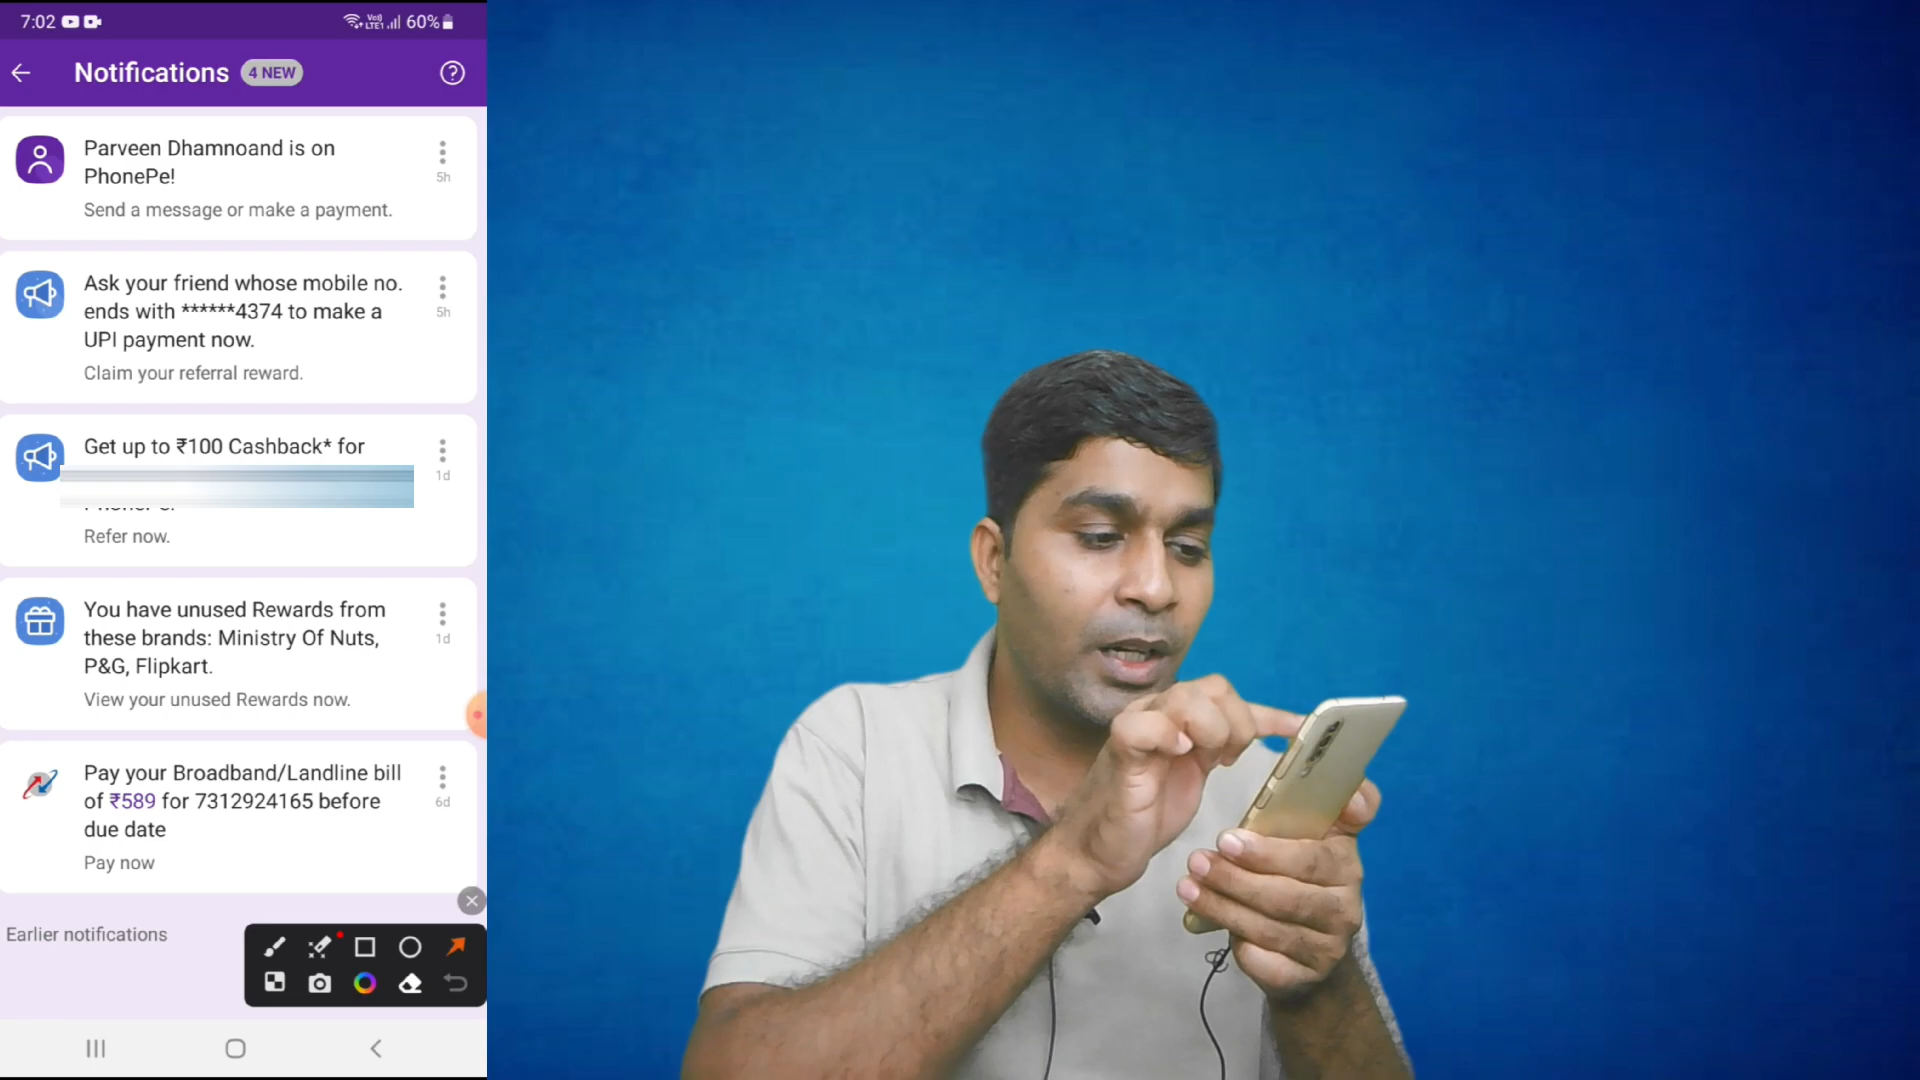 7:02
Vo)) LTE1 60%
Notifications 4 NEW
Parveen Dhamnoand is on
PhonePe!
5h
Send a message or make a payment.
Ask your friend whose mobile no.
ends with ******4374 to make a
5h
UPI payment now.
Claim your referral reward.
Get up to ₹100 Cashback* for
1d
Refer now.
You have unused Rewards from
these brands: Ministry Of Nuts,
1d
P&G, Flipkart.
View your unused Rewards now.
Pay your Broadband/Landline bill
of ₹589 for 7312924165 before
6d
due date
Pay now
Earlier notifications